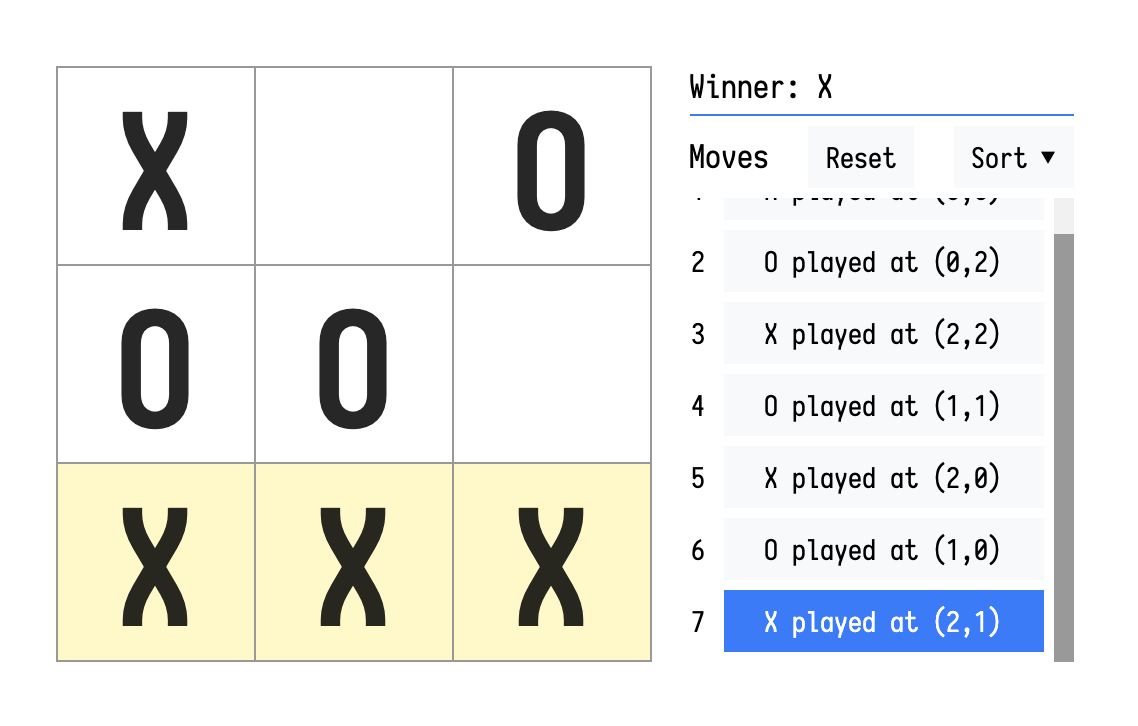 X O
O O
X X X
Winner: X
Moves Reset Sort ▼
2 O played at (0,2)
3 X played at (2,2)
4 O played at (1,1)
5 X played at (2,0)
6 O played at (1,0)
7 X played at (2,1)